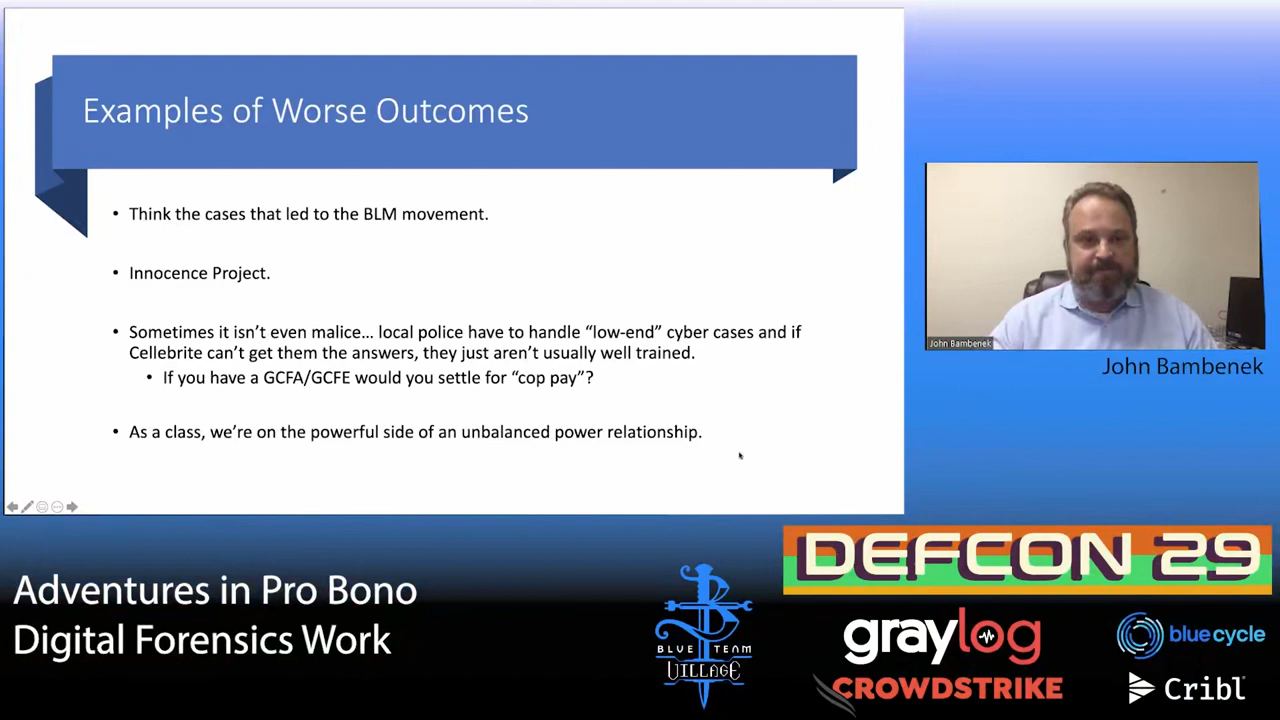 Examples of Worse Outcomes
• Think the cases that led to the BLM movement.
• Innocence Project.
• Sometimes it isn’t even malice… local police have to handle “low-end” cyber cases and if
Cellebrite can’t get them the answers, they just aren’t usually well trained.
• If you have a GCFA/GCFE would you settle for “cop pay”?
• As a class, we’re on the powerful side of an unbalanced power relationship.
John Bambenek
John Bambenek
Adventures in Pro Bono
Digital Forensics Work
BLUE TEAM
VILLAGE
DEFCON 29
graylog
blue cycle
CROWDSTRIKE
Cribl